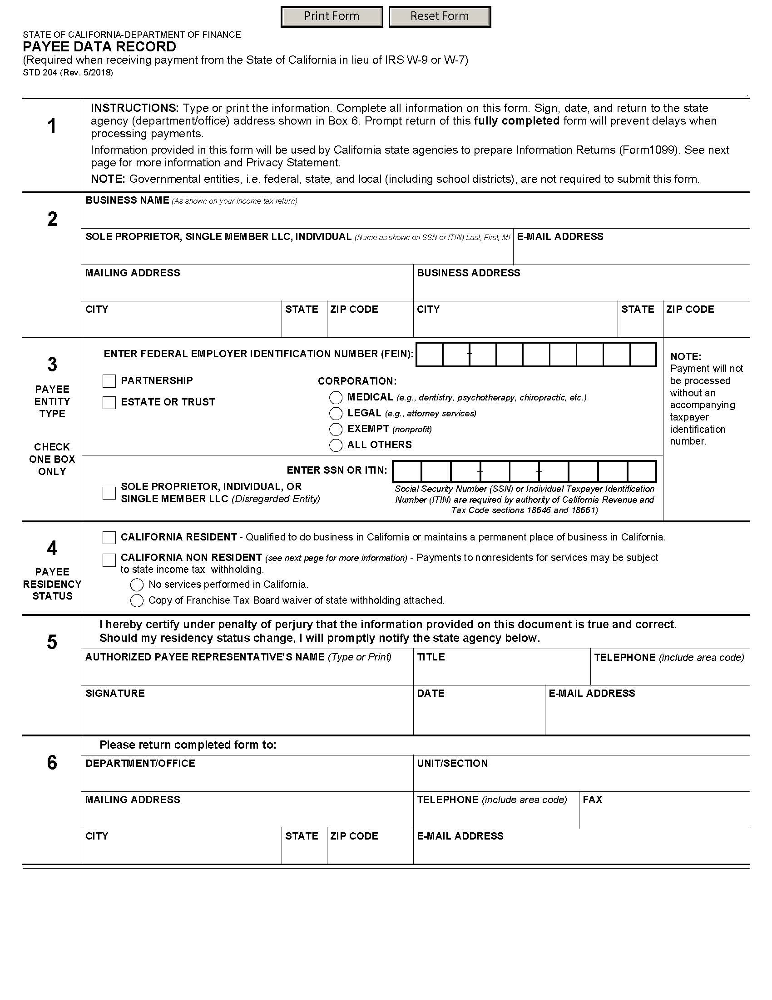 Print Form Reset Form
STATE OF CALIFORNIA-DEPARTMENT OF FINANCE
PAYEE DATA RECORD
(Required when receiving payment from the State of California in lieu of IRS W-9 or W-7)
STD 204 (Rev. 5/2018)
1
INSTRUCTIONS: Type or print the information. Complete all information on this form. Sign, date, and return to the state
agency (department/office) address shown in Box 6. Prompt return of this fully completed form will prevent delays when
processing payments.
Information provided in this form will be used by California state agencies to prepare Information Returns (Form1099). See next
page for more information and Privacy Statement.
NOTE: Governmental entities, i.e. federal, state, and local (including school districts), are not required to submit this form.
2
BUSINESS NAME (As shown on your income tax return)
SOLE PROPRIETOR, SINGLE MEMBER LLC, INDIVIDUAL (Name as shown on SSN or ITIN) Last, First, MI E-MAIL ADDRESS
MAILING ADDRESS BUSINESS ADDRESS
CITY STATE ZIP CODE CITY STATE ZIP CODE
3
PAYEE
ENTITY
TYPE
CHECK
ONE BOX
ONLY
ENTER FEDERAL EMPLOYER IDENTIFICATION NUMBER (FEIN):
PARTNERSHIP
ESTATE OR TRUST
CORPORATION:
MEDICAL (e.g., dentistry, psychotherapy, chiropractic, etc.)
LEGAL (e.g., attorney services)
EXEMPT (nonprofit)
ALL OTHERS
NOTE:
Payment will not
be processed
without an
accompanying
taxpayer
identification
number.
ENTER SSN OR ITIN:
SOLE PROPRIETOR, INDIVIDUAL, OR
SINGLE MEMBER LLC (Disregarded Entity)
Social Security Number (SSN) or Individual Taxpayer Identification
Number (ITIN) are required by authority of California Revenue and
Tax Code sections 18646 and 18661)
4
PAYEE
RESIDENCY
STATUS
CALIFORNIA RESIDENT - Qualified to do business in California or maintains a permanent place of business in California.
CALIFORNIA NON RESIDENT (see next page for more information) - Payments to nonresidents for services may be subject
to state income tax withholding.
No services performed in California.
Copy of Franchise Tax Board waiver of state withholding attached.
5
I hereby certify under penalty of perjury that the information provided on this document is true and correct.
Should my residency status change, I will promptly notify the state agency below.
AUTHORIZED PAYEE REPRESENTATIVE'S NAME (Type or Print) TITLE TELEPHONE (include area code)
SIGNATURE DATE E-MAIL ADDRESS
6
Please return completed form to:
DEPARTMENT/OFFICE UNIT/SECTION
MAILING ADDRESS TELEPHONE (include area code) FAX
CITY STATE ZIP CODE E-MAIL ADDRESS